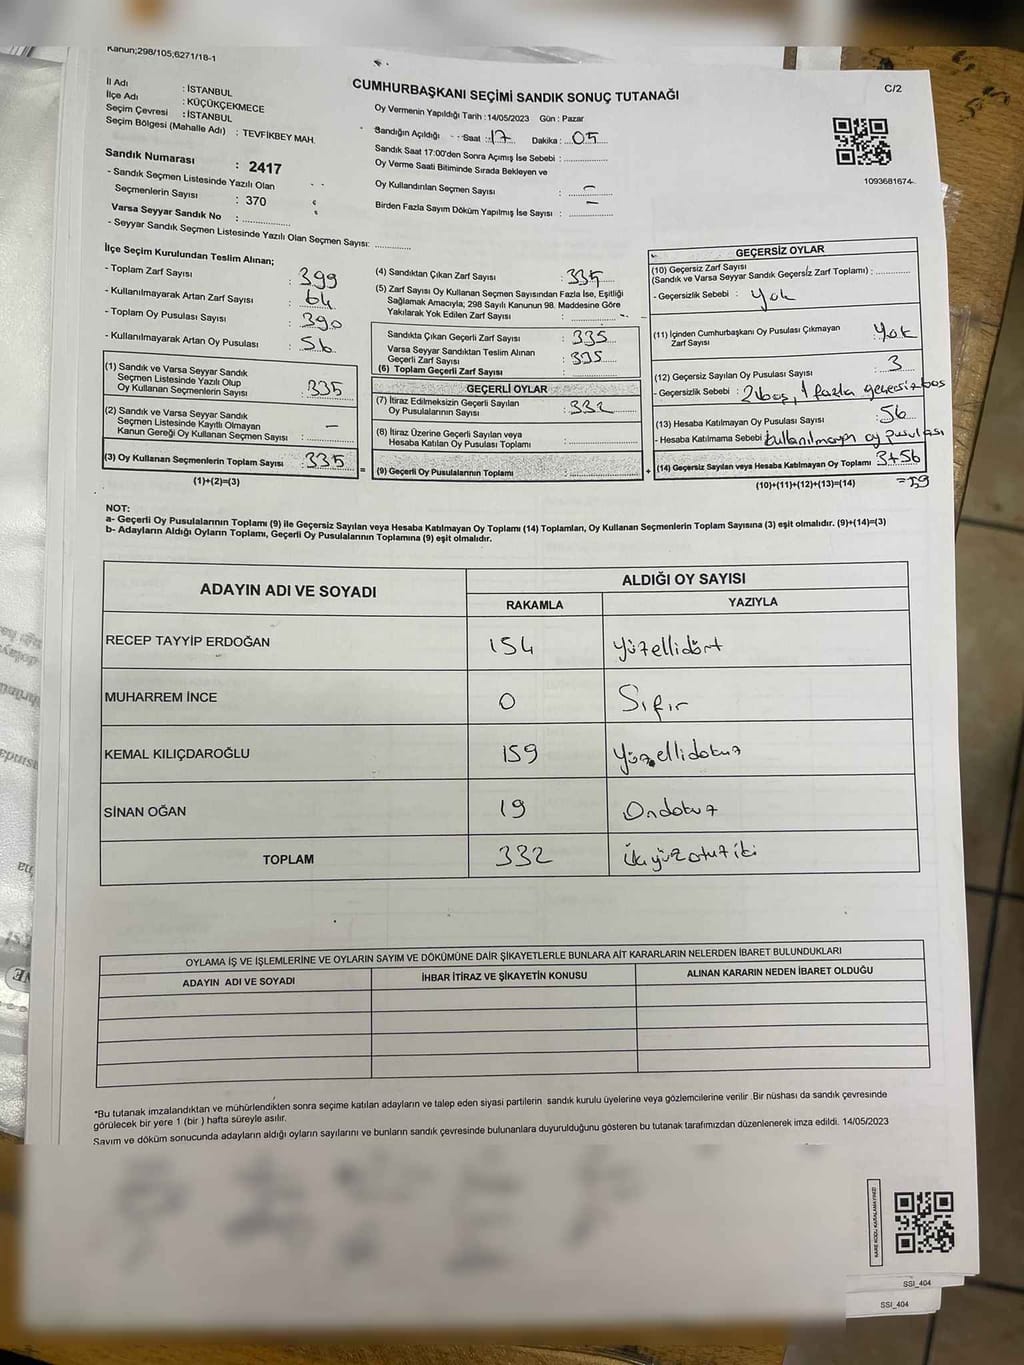 Kanun;298/105;6271/18-1
C/2
CUMHURBAŞKANI SEÇİMİ SANDIK SONUÇ TUTANAĞI
İl Adı : İSTANBUL
İlçe Adı : KÜÇÜKÇEKMECE
Seçim Çevresi : İSTANBUL
Seçim Bölgesi (Mahalle Adı) : TEVFİKBEY MAH.
Oy Vermenin Yapıldığı Tarih :14/05/2023 Gün : Pazar
Sandığın Açıldığı Saat : 17 Dakika : 05
Sandık Saat 17:00'den Sonra Açımış İse Sebebi :
Oy Verme Saati Bitiminde Sırada Bekleyen ve
Oy Kullandırılan Seçmen Sayısı : –
Birden Fazla Sayım Döküm Yapılmış İse Sayısı : –
1093681674
Sandık Numarası : 2417
- Sandık Seçmen Listesinde Yazılı Olan
Seçmenlerin Sayısı : 370
Varsa Seyyar Sandık No :
- Seyyar Sandık Seçmen Listesinde Yazılı Olan Seçmen Sayısı:
İlçe Seçim Kurulundan Teslim Alınan;
- Toplam Zarf Sayısı : 399
- Kullanılmayarak Artan Zarf Sayısı : 64
- Toplam Oy Pusulası Sayısı : 390
- Kullanılmayarak Artan Oy Pusulası : 56
(1) Sandık ve Varsa Seyyar Sandık
Seçmen Listesinde Yazılı Olup
Oy Kullanan Seçmenlerin Sayısı : 335
(2) Sandık ve Varsa Seyyar Sandık
Seçmen Listesinde Kayıtlı Olmayan
Kanun Gereği Oy Kullanan Seçmen Sayısı : –
(3) Oy Kullanan Seçmenlerin Toplam Sayısı : 335
(1)+(2)=(3)
(4) Sandıktan Çıkan Zarf Sayısı : 335
(5) Zarf Sayısı Oy Kullanan Seçmen Sayısından Fazla İse, Eşitliği
Sağlamak Amacıyla; 298 Sayılı Kanunun 98. Maddesine Göre
Yakılarak Yok Edilen Zarf Sayısı :
Sandıkta Çıkan Geçerli Zarf Sayısı : 335
Varsa Seyyar Sandıktan Teslim Alınan
Geçerli Zarf Sayısı : 335
(6) Toplam Geçerli Zarf Sayısı :
GEÇERLİ OYLAR
(7) İtiraz Edilmeksizin Geçerli Sayılan
Oy Pusulalarının Sayısı : 332
(8) İtiraz Üzerine Geçerli Sayılan veya
Hesaba Katılan Oy Pusulası Toplamı :
(9) Geçerli Oy Pusulalarının Toplamı :
GEÇERSİZ OYLAR
(10) Geçersiz Zarf Sayısı
(Sandık ve Varsa Seyyar Sandık Geçersiz Zarf Toplamı) :
- Geçersizlik Sebebi : Yok
(11) İçinden Cumhurbaşkanı Oy Pusulası Çıkmayan
Zarf Sayısı Yok
(12) Geçersiz Sayılan Oy Pusulası Sayısı : 3
- Geçersizlik Sebebi : 2 boş, 1 fazla geçersiz
(13) Hesaba Katılmayan Oy Pusulası Sayısı : 56
- Hesaba Katılmama Sebebi : kullanılmayan oy pusulası
(14) Geçersiz Sayılan veya Hesaba Katılmayan Oy Toplamı 3+56
(10)+(11)+(12)+(13)=(14) =59
NOT:
a- Geçerli Oy Pusulalarının Toplamı (9) ile Geçersiz Sayılan veya Hesaba Katılmayan Oy Toplamı (14) Toplamları, Oy Kullanan Seçmenlerin Toplam Sayısına (3) eşit olmalıdır. (9)+(14)=(3)
b- Adayların Aldığı Oyların Toplamı, Geçerli Oy Pusulalarının Toplamına (9) eşit olmalıdır.
ADAYIN ADI VE SOYADI
ALDIĞI OY SAYISI
RAKAMLA YAZIYLA
RECEP TAYYİP ERDOĞAN 154 Yüzellidört
MUHARREM İNCE 0 Sıfır
KEMAL KILIÇDAROĞLU 159 Yüzellidokuz
SİNAN OĞAN 19 Ondokuz
TOPLAM 332 üçyüzotuziki
OYLAMA İŞ VE İŞLEMLERİNE VE OYLARIN SAYIM VE DÖKÜMÜNE DAİR ŞİKAYETLERLE BUNLARA AİT KARARLARIN NELERDEN İBARET BULUNDUKLARI
ADAYIN ADI VE SOYADI İHBAR İTİRAZ VE ŞİKAYETİN KONUSU ALINAN KARARIN NEDEN İBARET OLDUĞU
*Bu tutanak imzalandıktan ve mühürlendikten sonra seçime katılan adayların ve talep eden siyasi partilerin sandık kurulu üyelerine veya gözlemcilerine verilir .Bir nüshası da sandık çevresinde
görülecek bir yere 1 (bir ) hafta süreyle asılır.
Sayım ve döküm sonucunda adayların aldığı oyların sayılarını ve bunların sandık çevresinde bulunanlara duyurulduğunu gösteren bu tutanak tarafımızdan düzenlenerek imza edildi. 14/05/2023
KARE KODU KARALAMAYINIZ!
SSI_404
SSI_404